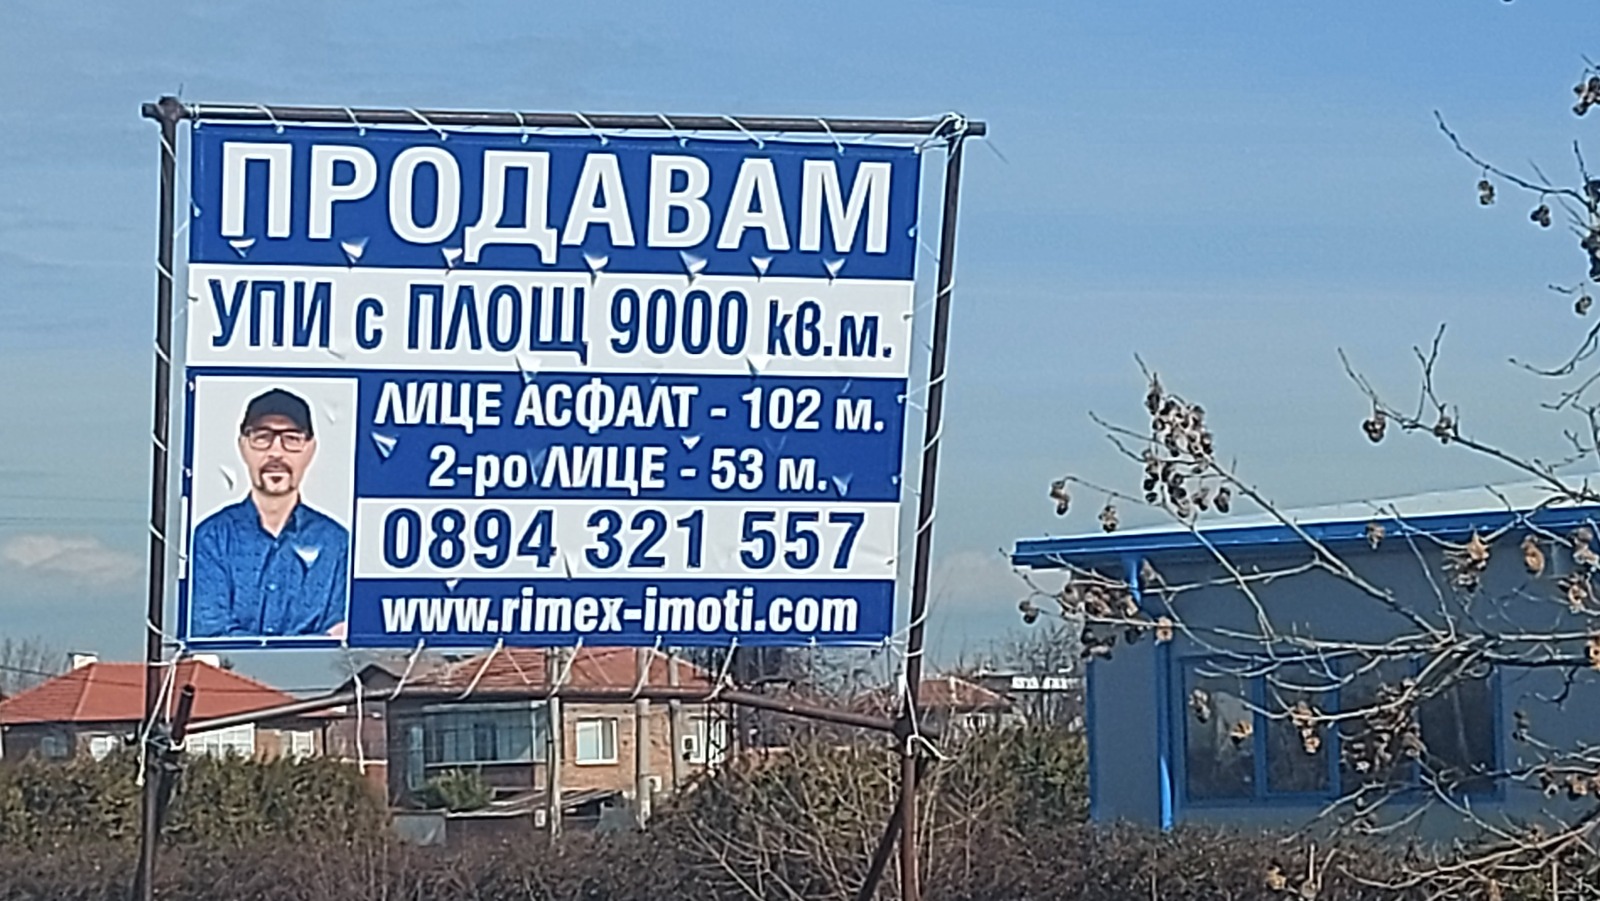 ПРОДАВАМ
УПИ с ПЛОЩ 9000 кв.м.
ЛИЦЕ АСФАЛТ - 102 м.
2-ро ЛИЦЕ - 53 м.
0894 321 557
www.rimex-imoti.com